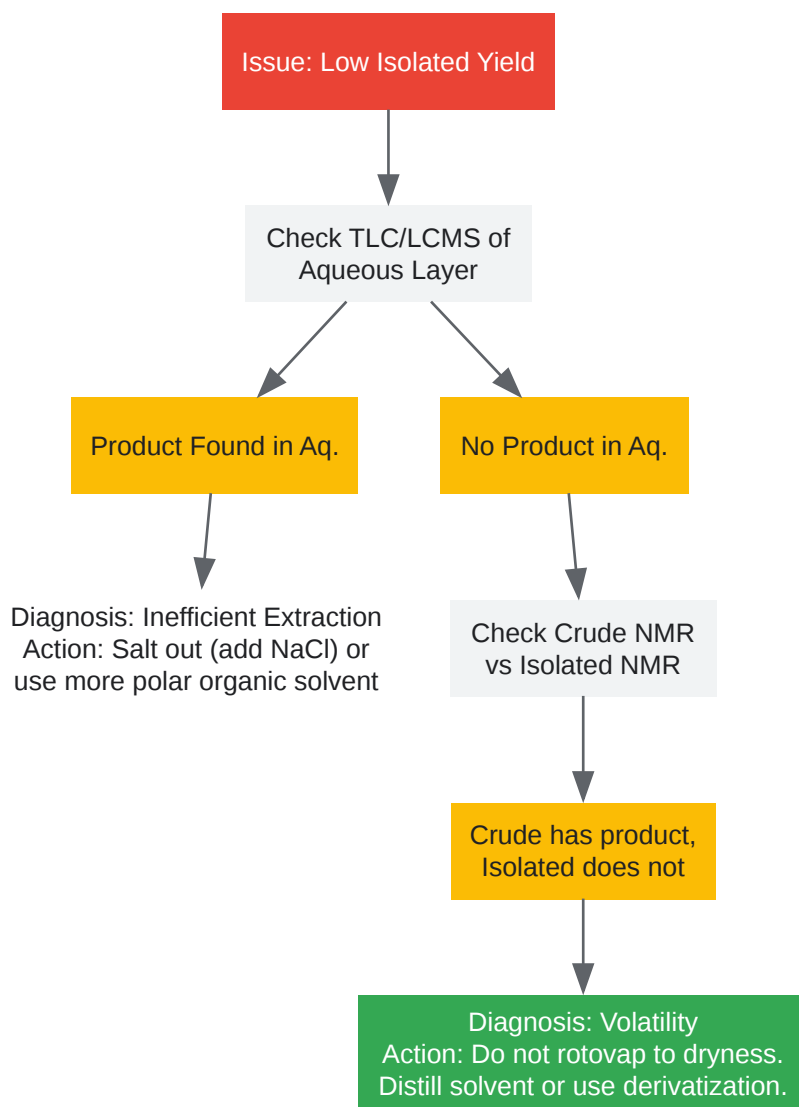 Issue: Low Isolated Yield
Check TLC/LCMS of
Aqueous Layer
Product Found in Aq.
No Product in Aq.
Diagnosis: Inefficient Extraction
Action: Salt out (add NaCl) or
use more polar organic solvent
Check Crude NMR
vs Isolated NMR
Crude has product,
Isolated does not
Diagnosis: Volatility
Action: Do not rotovap to dryness.
Distill solvent or use derivatization.